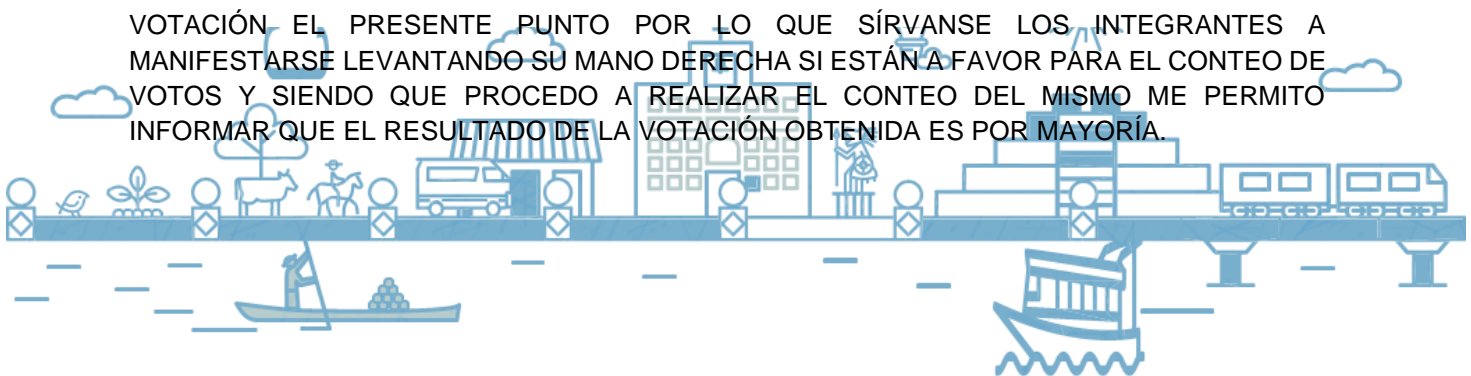 VOTACIÓN EL PRESENTE PUNTO POR LO QUE SÍRVANSE LOS INTEGRANTES A
MANIFESTARSE LEVANTANDO SU MANO DERECHA SI ESTÁN A FAVOR PARA EL CONTEO DE
VOTOS Y SIENDO QUE PROCEDO A REALIZAR EL CONTEO DEL MISMO ME PERMITO
INFORMAR QUE EL RESULTADO DE LA VOTACIÓN OBTENIDA ES POR MAYORÍA.